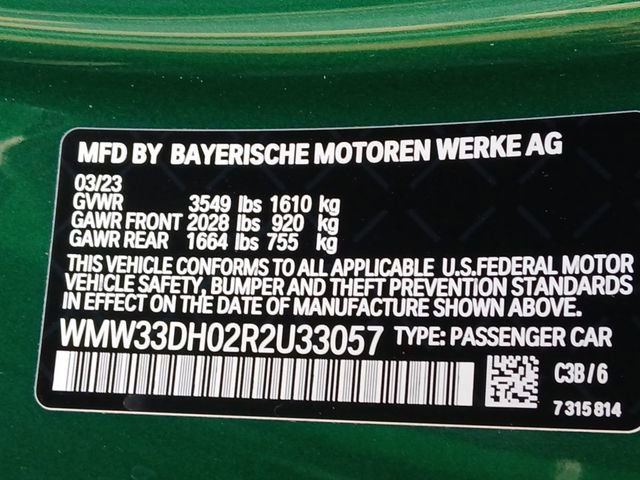 MFD BY BAYERISCHE MOTOREN WERKE AG
03/23
GVWR 3549 lbs 1610 kg
GAWR FRONT 2028 lbs 920 kg
GAWR REAR 1664 lbs 755 kg
THIS VEHICLE CONFORMS TO ALL APPLICABLE U.S.FEDERAL MOTOR
VEHICLE SAFETY, BUMPER AND THEFT PREVENTION STANDARDS
IN EFFECT ON THE DATE OF MANUFACTURE SHOWN ABOVE.
WMW33DH02R2U33057 TYPE: PASSENGER CAR
C3B/6
7315814